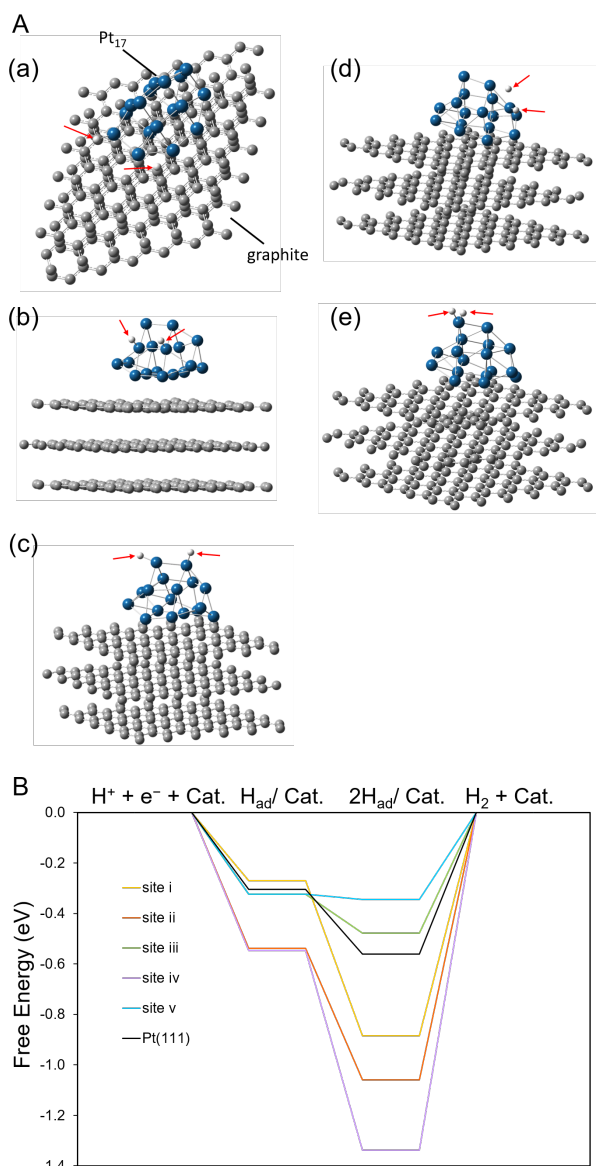 A
Pt17
(a)
graphite
(b)
(c)
(d)
(e)
B
H+ + e− + Cat. Had/ Cat. 2Had/ Cat. H2 + Cat.
0.0
-0.2
-0.4
-0.6
-0.8
-1.0
-1.2
-1.4
Free Energy (eV)
site i
site ii
site iii
site iv
site v
Pt(111)